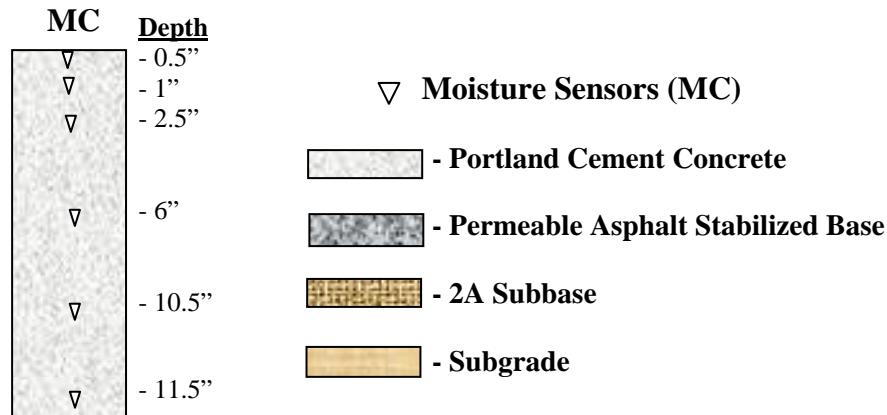 MC
Depth
- 0.5”
- 1”
- 2.5”
- 6”
- 10.5”
- 11.5”
Moisture Sensors (MC)
- Portland Cement Concrete
- Permeable Asphalt Stabilized Base
- 2A Subbase
- Subgrade